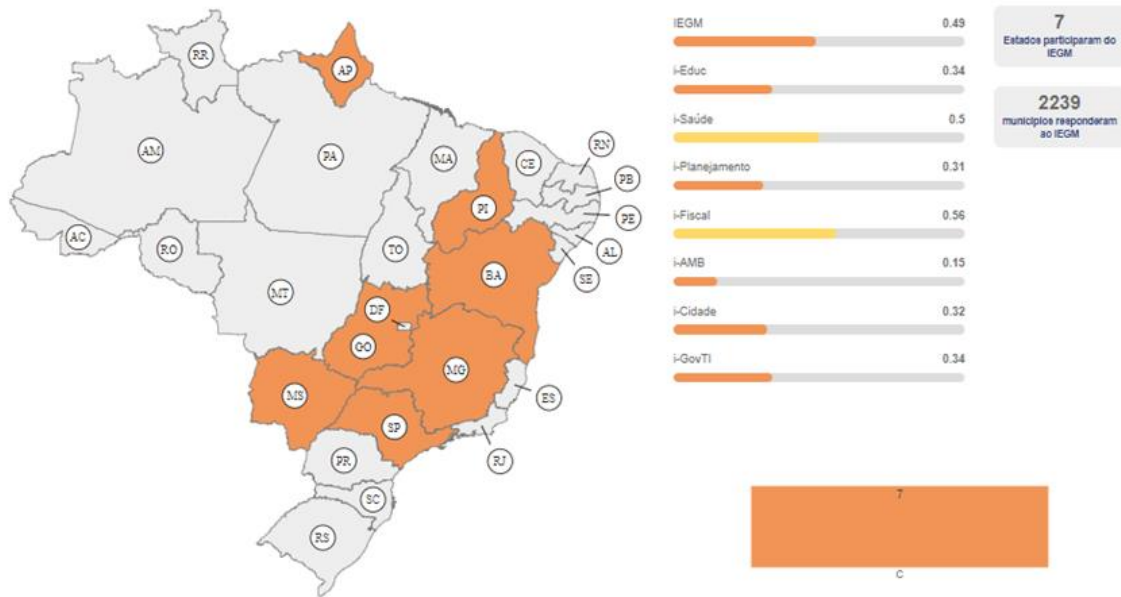 RR
AP
AM
PA
MA
CE
RN
PB
PE
AL
SE
PI
AC
RO
TO
BA
MT
DF
GO
MG
MS
ES
SP
RJ
PR
SC
RS
IEGM 0.49
i-Educ 0.34
i-Saúde 0.5
i-Planejamento 0.31
i-Fiscal 0.56
i-AMB 0.15
i-Cidade 0.32
i-GovTI 0.34
7
Estados participaram do
IEGM
2239
municípios responderam
ao IEGM
7
C